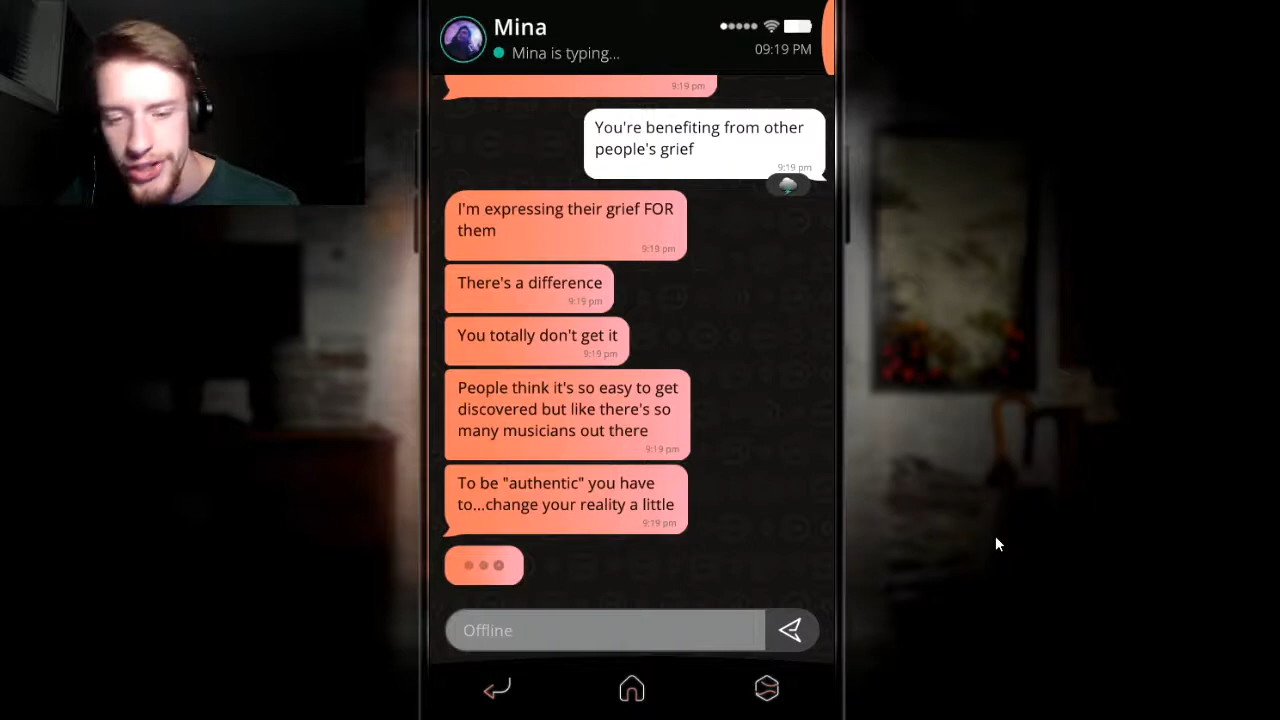 Mina
Mina is typing...
09:19 PM
9:19 pm
You're benefiting from other
people's grief
9:19 pm
I'm expressing their grief FOR
them
9:19 pm
There's a difference
9:19 pm
You totally don't get it
9:19 pm
People think it's so easy to get
discovered but like there's so
many musicians out there
9:19 pm
To be "authentic" you have
to...change your reality a little
9:19 pm
Offline